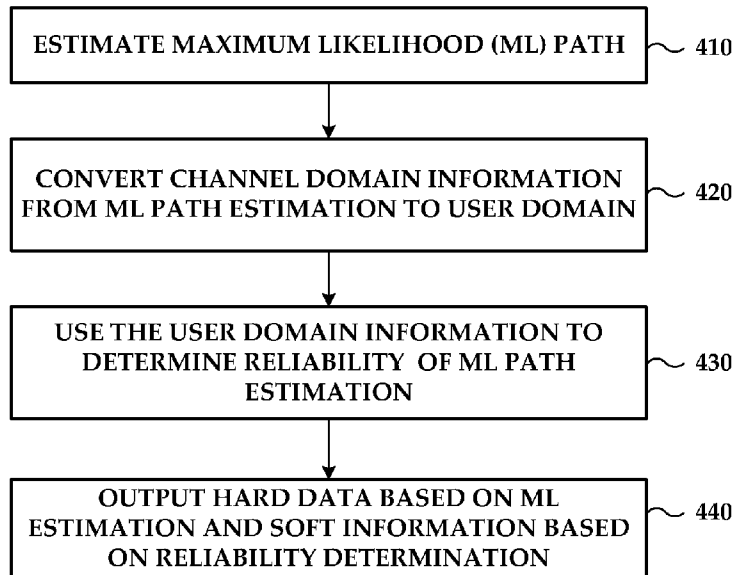 ESTIMATE MAXIMUM LIKELIHOOD (ML) PATH
410
CONVERT CHANNEL DOMAIN INFORMATION
FROM ML PATH ESTIMATION TO USER DOMAIN
420
USE THE USER DOMAIN INFORMATION TO
DETERMINE RELIABILITY OF ML PATH
ESTIMATION
430
OUTPUT HARD DATA BASED ON ML
ESTIMATION AND SOFT INFORMATION BASED
ON RELIABILITY DETERMINATION
440